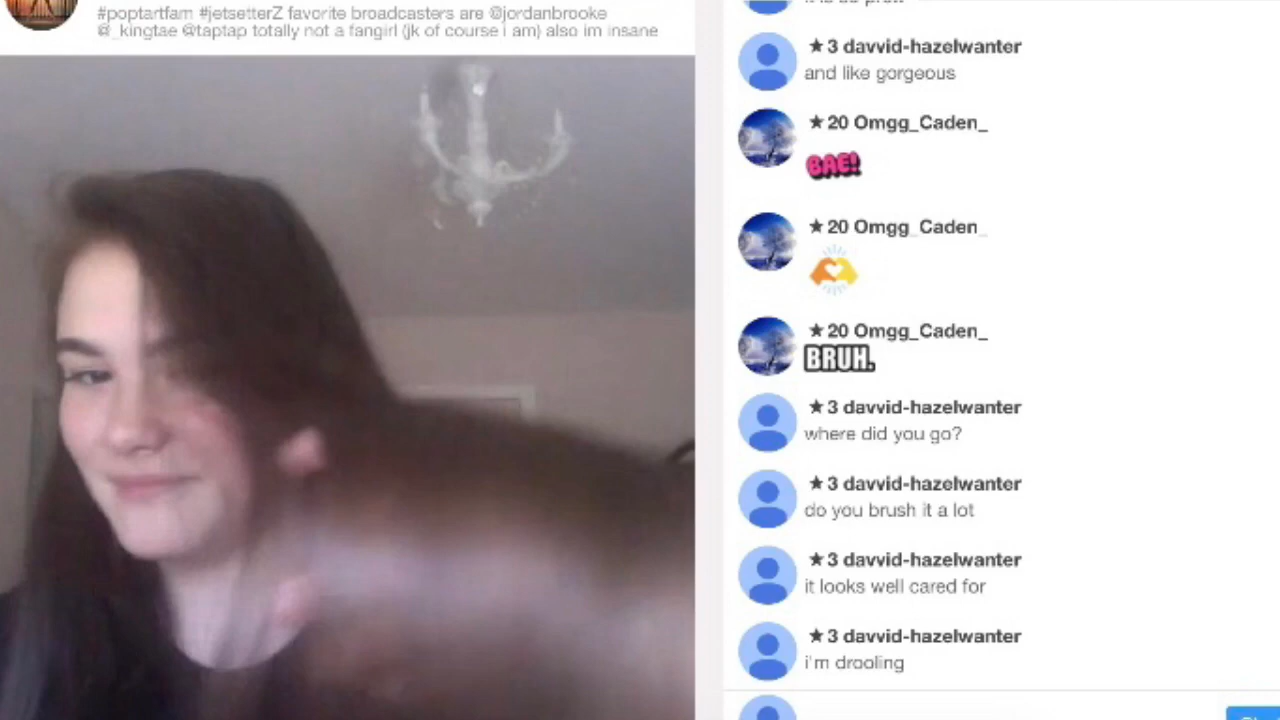 #poptartfam #jetsetterZ favorite broadcasters are @jordanbrooke
@_kingtae @taptap totally not a fangirl (jk of course i am) also im insane
★3 davvid-hazelwanter
and like gorgeous
★20 Omgg_Caden_
BAE!
★20 Omgg_Caden_
★20 Omgg_Caden_
BRUH.
★3 davvid-hazelwanter
where did you go?
★3 davvid-hazelwanter
do you brush it a lot
★3 davvid-hazelwanter
it looks well cared for
★3 davvid-hazelwanter
i'm drooling